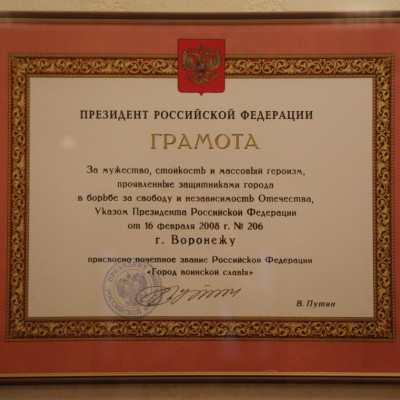 ПРЕЗИДЕНТ РОССИЙСКОЙ ФЕДЕРАЦИИ
ГРАМОТА
За мужество, стойкость и массовый героизм,
проявленные защитниками города
в борьбе за свободу и независимость Отечества,
Указом Президента Российской Федерации
от 16 февраля 2008 г. № 206
г. Воронежу
присвоено почетное звание Российской Федерации
«Город воинской славы»
В. Путин